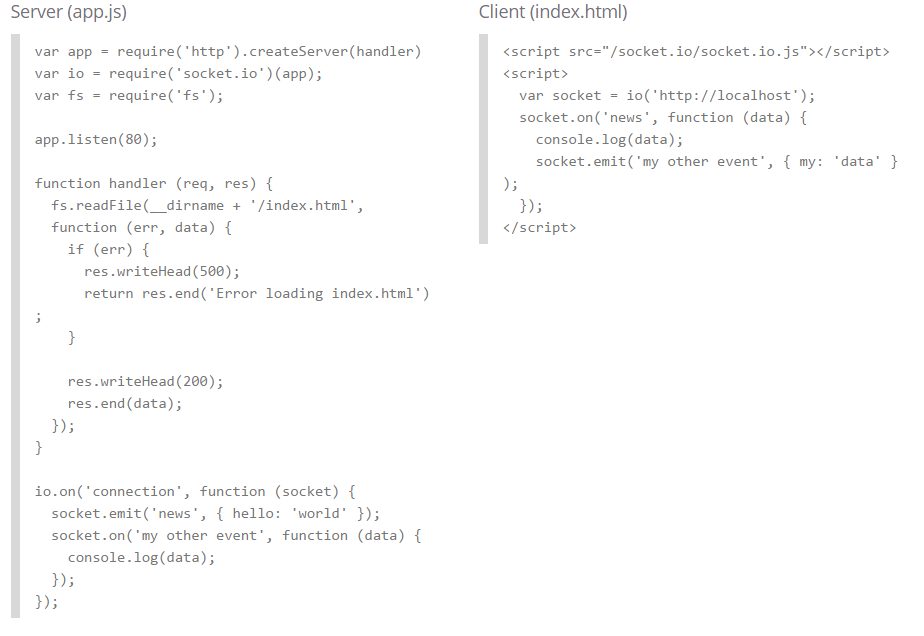 Server (app.js)
var app = require('http').createServer(handler)
var io = require('socket.io')(app);
var fs = require('fs');

app.listen(80);

function handler (req, res) {
  fs.readFile(__dirname + '/index.html',
  function (err, data) {
    if (err) {
      res.writeHead(500);
      return res.end('Error loading index.html')
;
    }

    res.writeHead(200);
    res.end(data);
  });
}

io.on('connection', function (socket) {
  socket.emit('news', { hello: 'world' });
  socket.on('my other event', function (data) {
    console.log(data);
  });
});
Client (index.html)
<script src="/socket.io/socket.io.js"></script>
<script>
  var socket = io('http://localhost');
  socket.on('news', function (data) {
    console.log(data);
    socket.emit('my other event', { my: 'data' }
);
  });
</script>